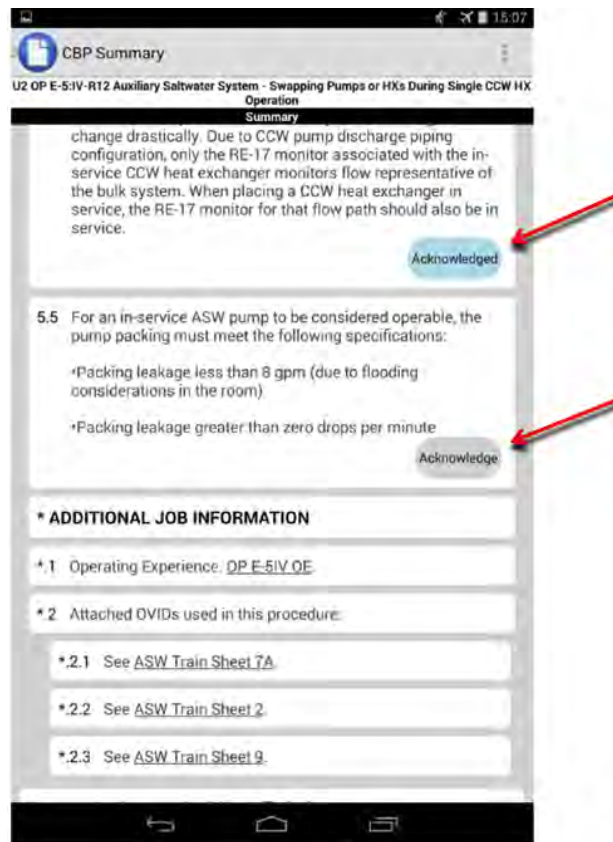 15:07
CBP Summary
U2 OP E-5:IV-R12 Auxiliary Saltwater System - Swapping Pumps or HXs During Single CCW HX
Operation
Summary
change drastically. Due to CCW pump discharge piping
configuration, only the RE-17 monitor associated with the in-
service CCW heat exchanger monitors flow representative of
the bulk system. When placing a CCW heat exchanger in
service, the RE-17 monitor for that flow path should also be in
service.
Acknowledged
5.5 For an in-service ASW pump to be considered operable, the
pump packing must meet the following specifications:
•Packing leakage less than 8 gpm (due to flooding
considerations in the room)
•Packing leakage greater than zero drops per minute
Acknowledge
* ADDITIONAL JOB INFORMATION
*.1 Operating Experience. OP E-5IV OE.
*.2 Attached OVIDs used in this procedure:
*.2.1 See ASW Train Sheet 7A.
*.2.2 See ASW Train Sheet 2.
*.2.3 See ASW Train Sheet 9.